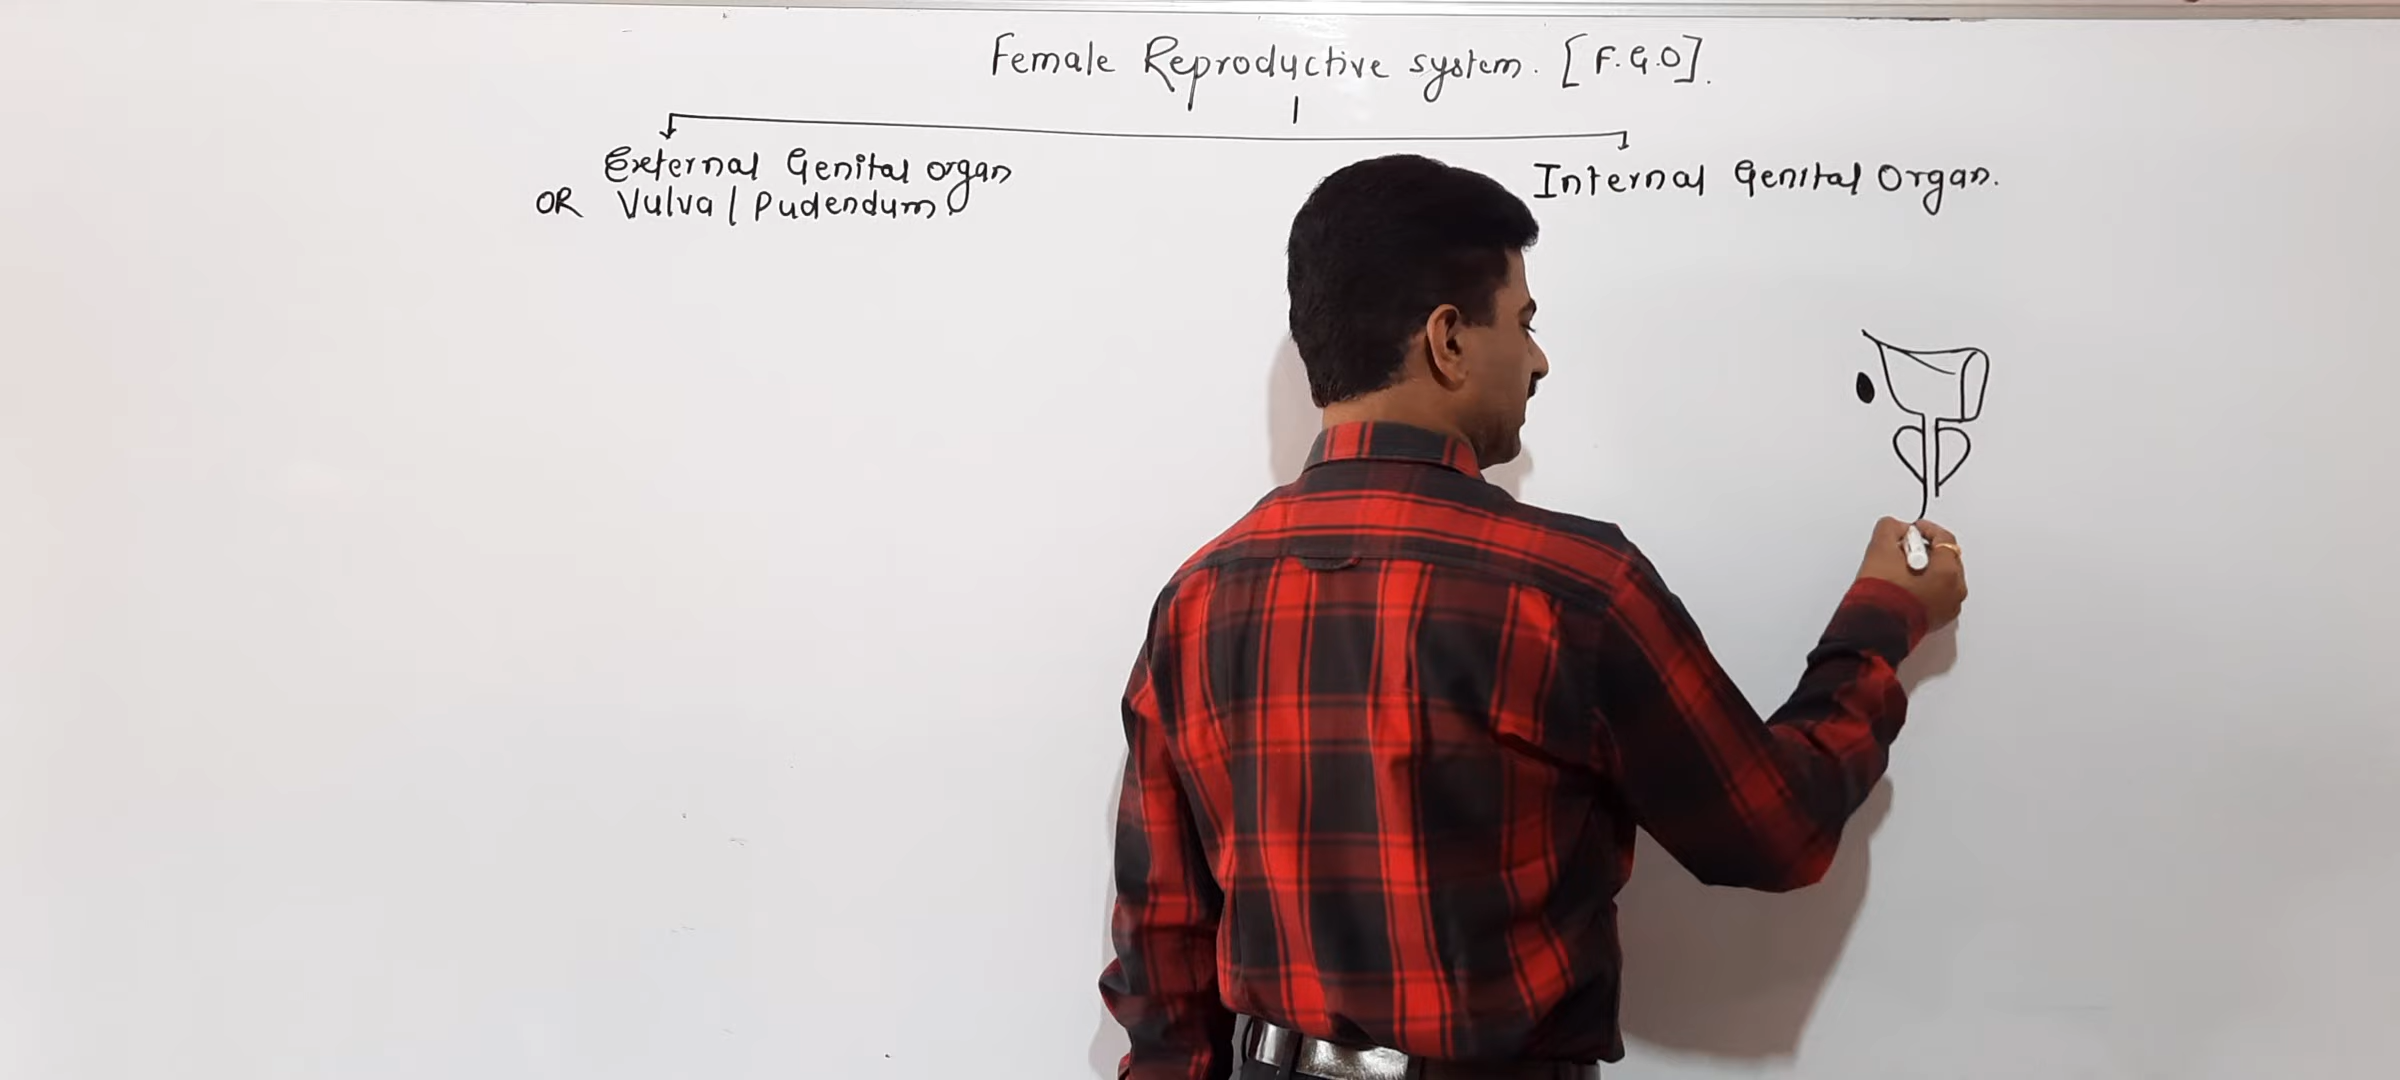 Female Reproductive system. [F.G.O].
External Genital organ
OR Vulva / Pudendum.
Internal Genital Organ.